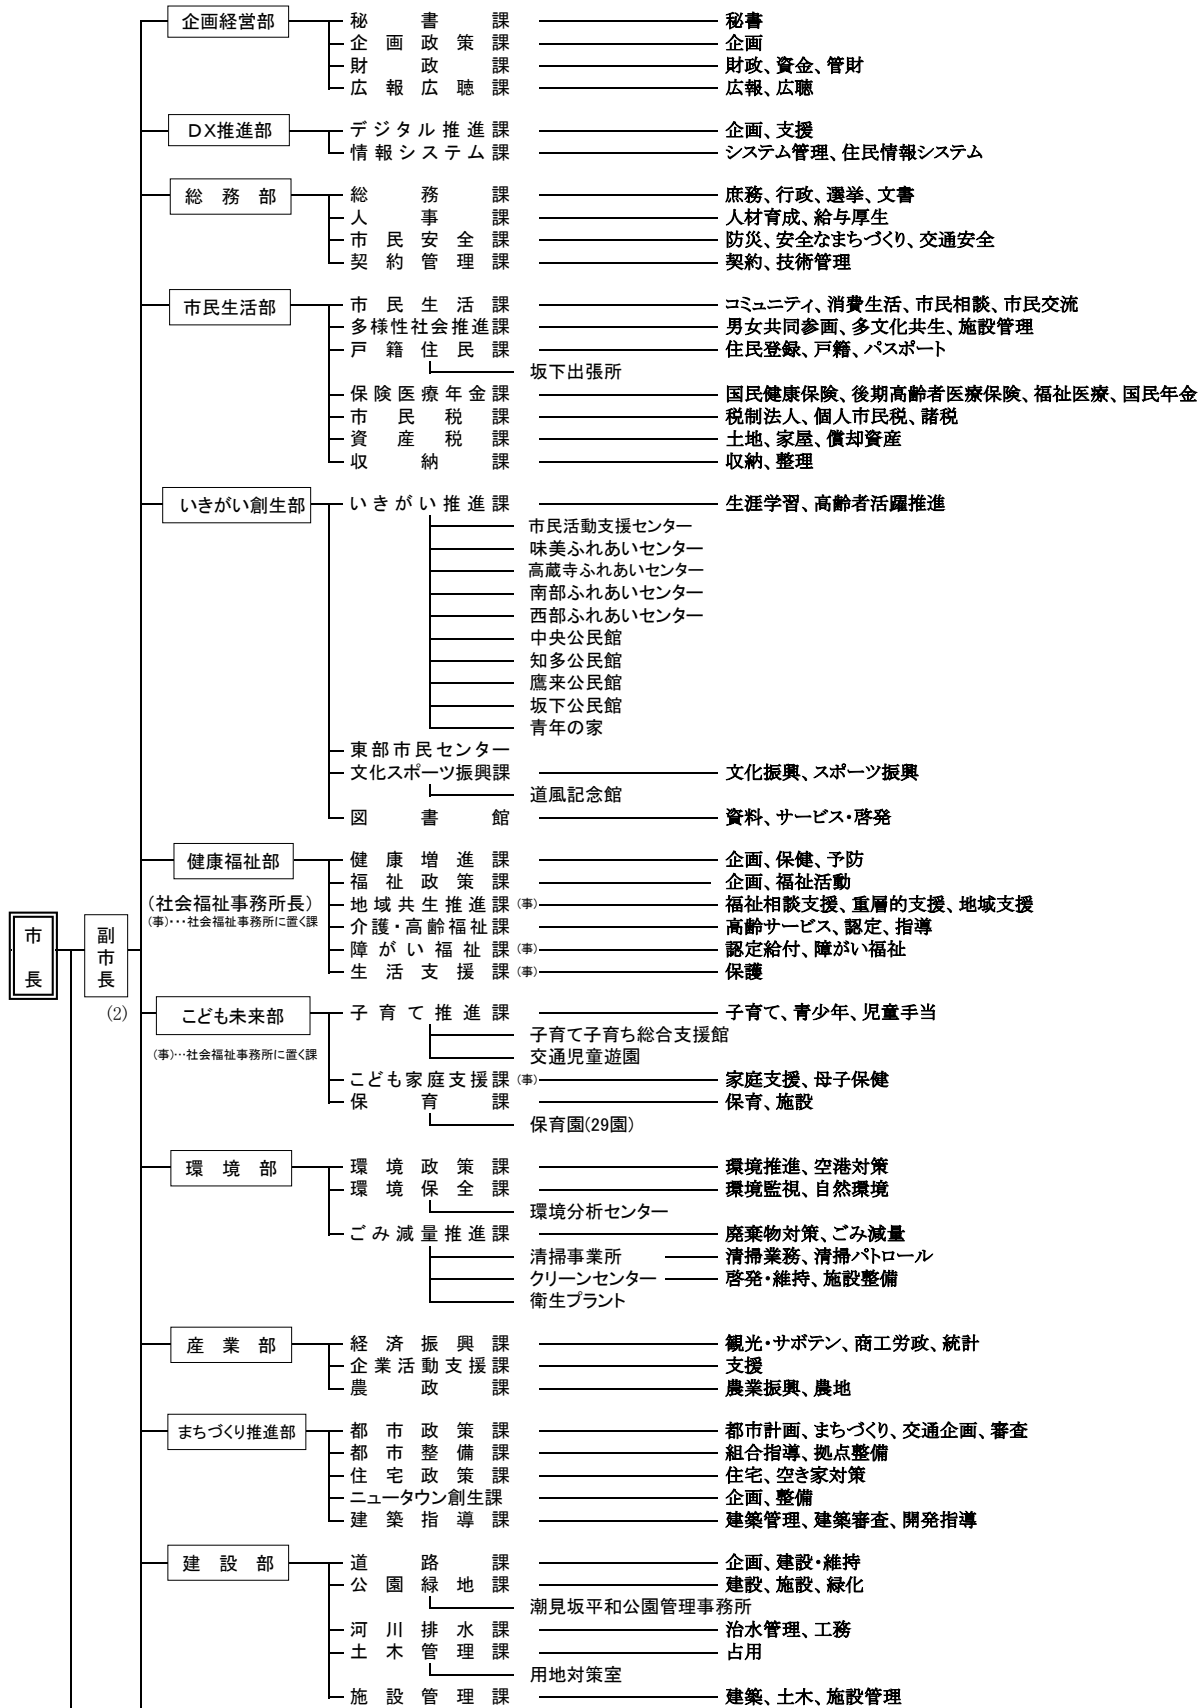 企画経営部 秘書課 秘書
企画政策課 企画
財政課 財政、資金、管財
広報広聴課 広報、広聴
DX推進部 デジタル推進課 企画、支援
情報システム課 システム管理、住民情報システム
総務部 総務課 庶務、行政、選挙、文書
人事課 人材育成、給与厚生
市民安全課 防災、安全なまちづくり、交通安全
契約管理課 契約、技術管理
市民生活部 市民生活課 コミュニティ、消費生活、市民相談、市民交流
多様性社会推進課 男女共同参画、多文化共生、施設管理
戸籍住民課 住民登録、戸籍、パスポート
坂下出張所
保険医療年金課 国民健康保険、後期高齢者医療保険、福祉医療、国民年金
市民税課 税制法人、個人市民税、諸税
資産税課 土地、家屋、償却資産
収納課 収納、整理
いきがい創生部 いきがい推進課 生涯学習、高齢者活躍推進
市民活動支援センター
味美ふれあいセンター
高蔵寺ふれあいセンター
南部ふれあいセンター
西部ふれあいセンター
中央公民館
知多公民館
鷹来公民館
坂下公民館
青年の家
東部市民センター
文化スポーツ振興課 文化振興、スポーツ振興
道風記念館
図書館 資料、サービス・啓発
健康福祉部 健康増進課 企画、保健、予防
福祉政策課 企画、福祉活動
(社会福祉事務所長) 地域共生推進課(事) 福祉相談支援、重層的支援、地域支援
(事)…社会福祉事務所に置く課
介護・高齢福祉課 高齢サービス、認定、指導
市長 副市長 障がい福祉課(事) 認定給付、障がい福祉
生活支援課(事) 保護
(2) こども未来部 子育て推進課 子育て、青少年、児童手当
子育て子育ち総合支援館
(事)…社会福祉事務所に置く課 交通児童遊園
こども家庭支援課(事) 家庭支援、母子保健
保育課 保育、施設
保育園(29園)
環境部 環境政策課 環境推進、空港対策
環境保全課 環境監視、自然環境
環境分析センター
ごみ減量推進課 廃棄物対策、ごみ減量
清掃事業所 清掃業務、清掃パトロール
クリーンセンター 啓発・維持、施設整備
衛生プラント
産業部 経済振興課 観光・サボテン、商工労政、統計
企業活動支援課 支援
農政課 農業振興、農地
まちづくり推進部 都市政策課 都市計画、まちづくり、交通企画、審査
都市整備課 組合指導、拠点整備
住宅政策課 住宅、空き家対策
ニュータウン創生課 企画、整備
建築指導課 建築管理、建築審査、開発指導
建設部 道路課 企画、建設・維持
公園緑地課 建設、施設、緑化
潮見坂平和公園管理事務所
河川排水課 治水管理、工務
土木管理課 占用
用地対策室
施設管理課 建築、土木、施設管理